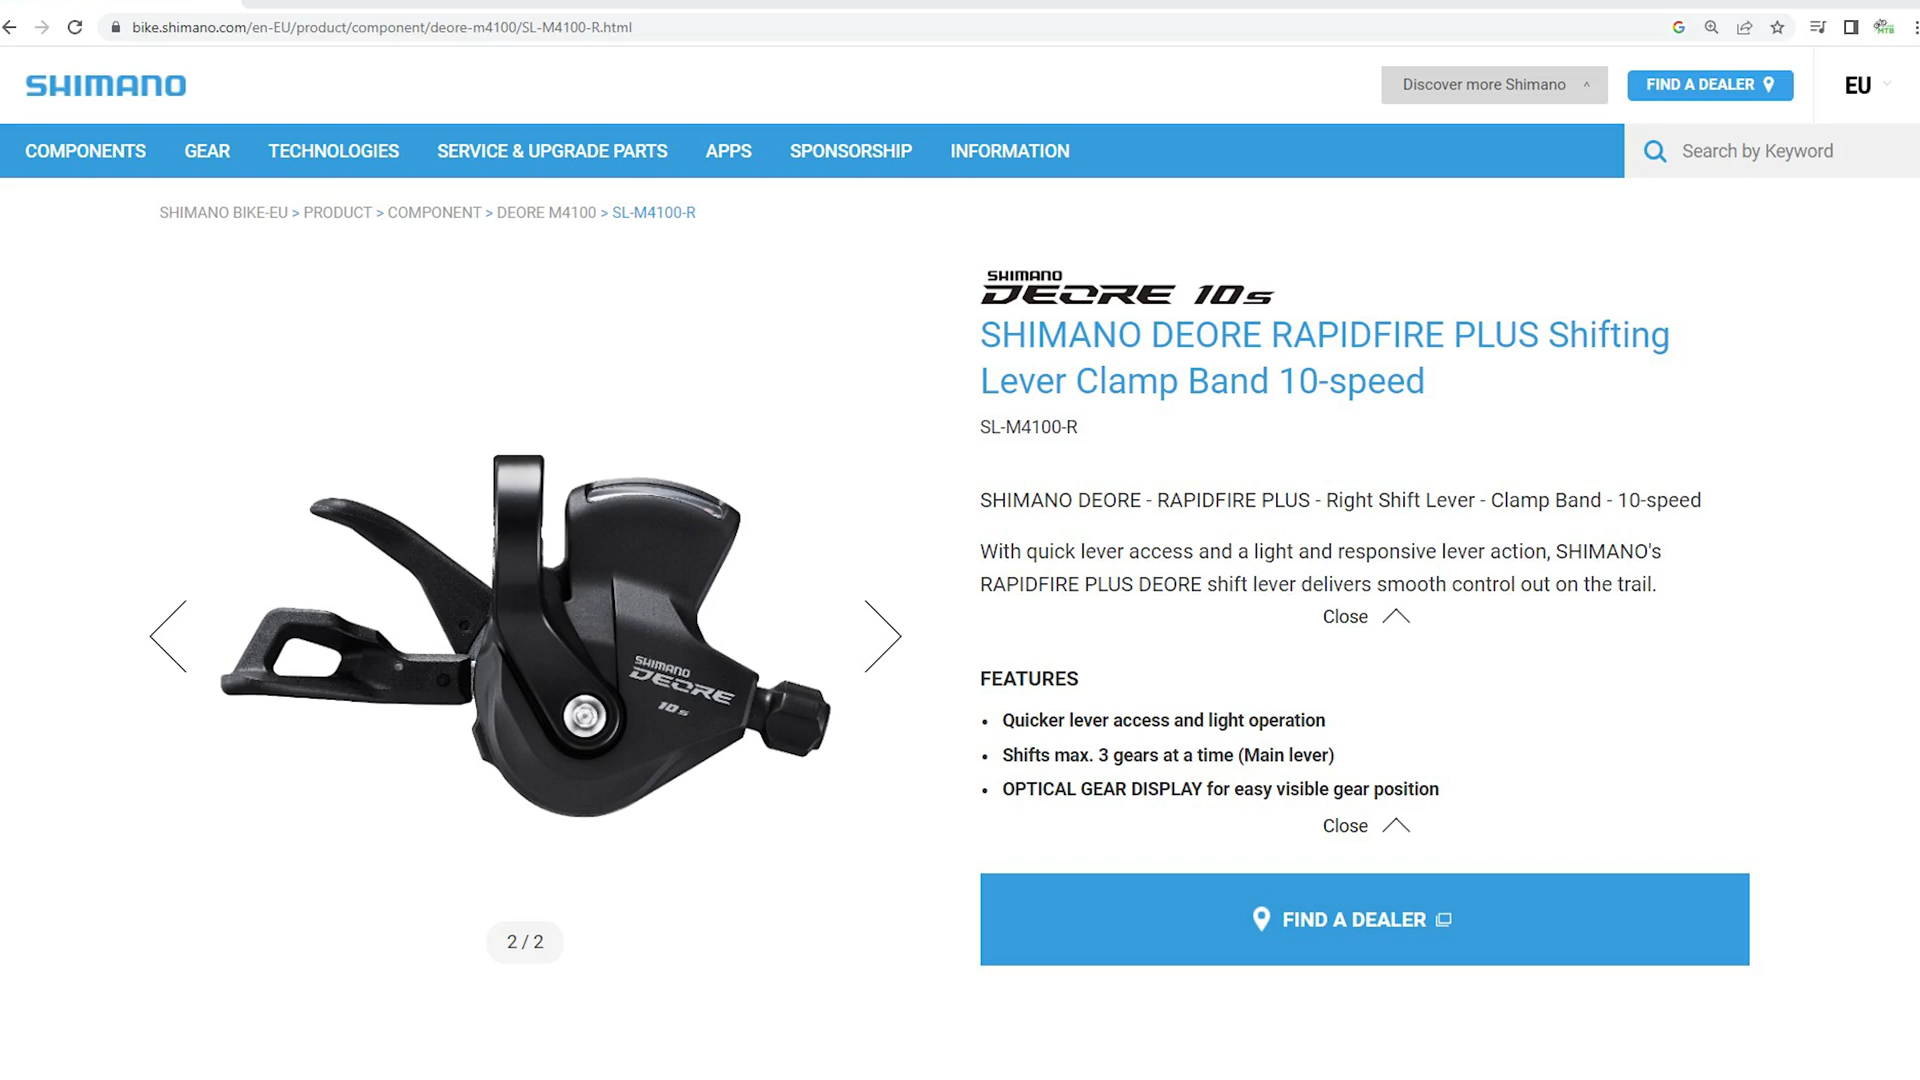 bike.shimano.com/en-EU/product/component/deore-m4100/SL-M4100-R.html
SHIMANO
Discover more Shimano
FIND A DEALER
EU
COMPONENTS GEAR TECHNOLOGIES SERVICE & UPGRADE PARTS APPS SPONSORSHIP INFORMATION
Search by Keyword
SHIMANO BIKE-EU > PRODUCT > COMPONENT > DEORE M4100 > SL-M4100-R
SHIMANO
DEORE 10s
SHIMANO DEORE RAPIDFIRE PLUS Shifting
Lever Clamp Band 10-speed
SL-M4100-R
SHIMANO DEORE - RAPIDFIRE PLUS - Right Shift Lever - Clamp Band - 10-speed
With quick lever access and a light and responsive lever action, SHIMANO's
RAPIDFIRE PLUS DEORE shift lever delivers smooth control out on the trail.
Close
SHIMANO
DEORE
10s
FEATURES
• Quicker lever access and light operation
• Shifts max. 3 gears at a time (Main lever)
• OPTICAL GEAR DISPLAY for easy visible gear position
Close
FIND A DEALER
2 / 2